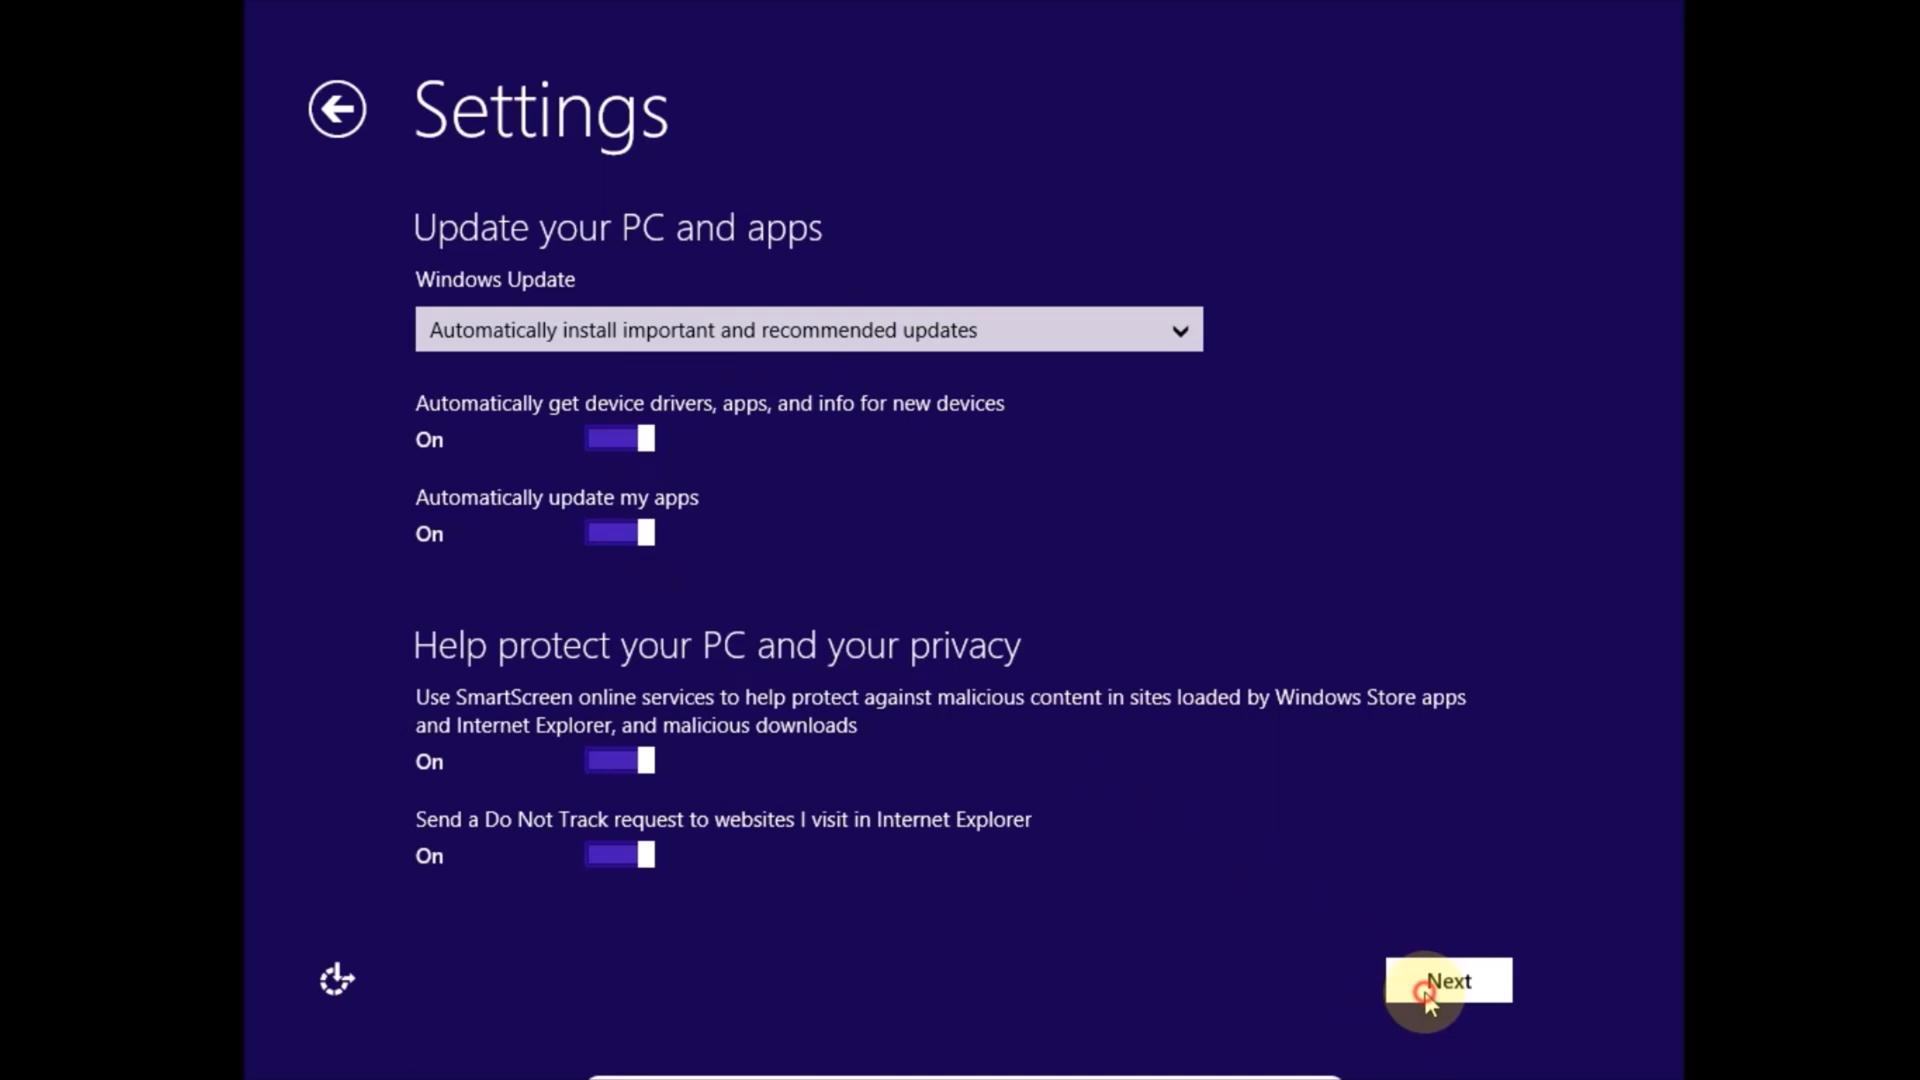 Settings
Update your PC and apps
Windows Update
Automatically install important and recommended updates
Automatically get device drivers, apps, and info for new devices
On
Automatically update my apps
On
Help protect your PC and your privacy
Use SmartScreen online services to help protect against malicious content in sites loaded by Windows Store apps
and Internet Explorer, and malicious downloads
On
Send a Do Not Track request to websites I visit in Internet Explorer
On
Next